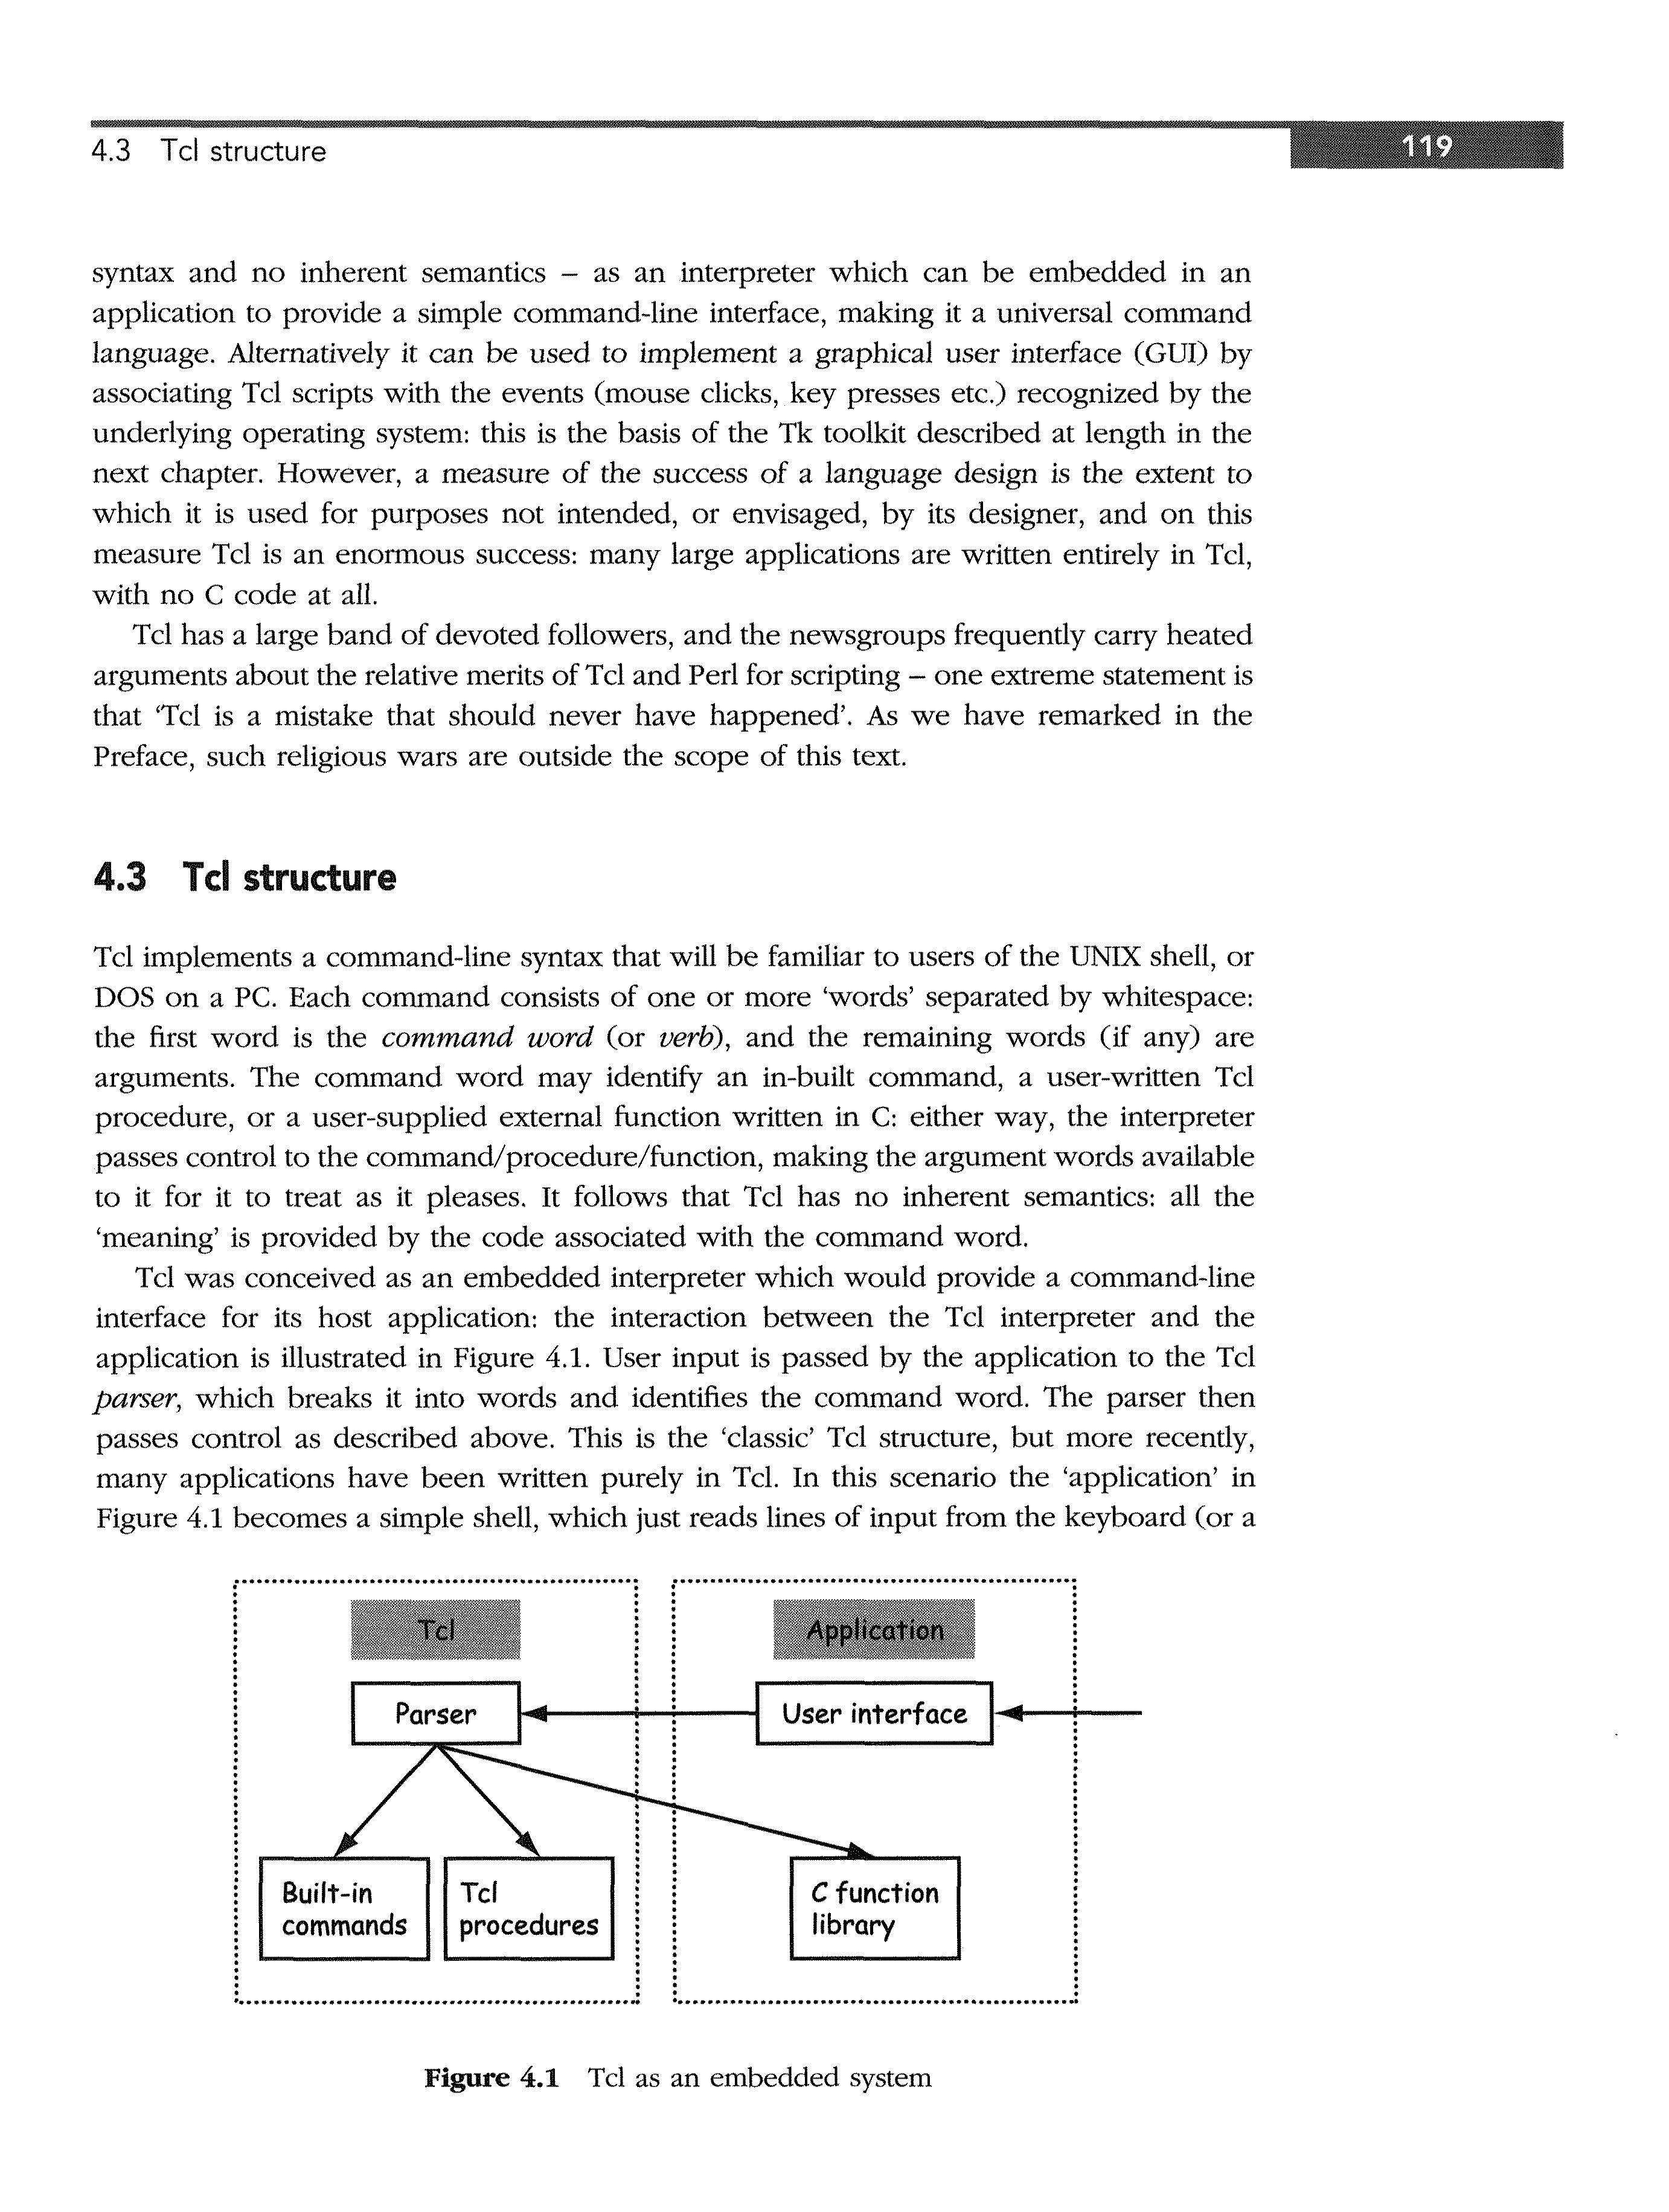 4.3 Tcl structure
119
syntax and no inherent semantics – as an interpreter which can be embedded in an
application to provide a simple command-line interface, making it a universal command
language. Alternatively it can be used to implement a graphical user interface (GUI) by
associating Tcl scripts with the events (mouse clicks, key presses etc.) recognized by the
underlying operating system: this is the basis of the Tk toolkit described at length in the
next chapter. However, a measure of the success of a language design is the extent to
which it is used for purposes not intended, or envisaged, by its designer, and on this
measure Tcl is an enormous success: many large applications are written entirely in Tcl,
with no C code at all.
Tcl has a large band of devoted followers, and the newsgroups frequently carry heated
arguments about the relative merits of Tcl and Perl for scripting – one extreme statement is
that ‘Tcl is a mistake that should never have happened’. As we have remarked in the
Preface, such religious wars are outside the scope of this text.
4.3 Tcl structure
Tcl implements a command-line syntax that will be familiar to users of the UNIX shell, or
DOS on a PC. Each command consists of one or more ‘words’ separated by whitespace:
the first word is the command word (or verb), and the remaining words (if any) are
arguments. The command word may identify an in-built command, a user-written Tcl
procedure, or a user-supplied external function written in C: either way, the interpreter
passes control to the command/procedure/function, making the argument words available
to it for it to treat as it pleases. It follows that Tcl has no inherent semantics: all the
‘meaning’ is provided by the code associated with the command word.
Tcl was conceived as an embedded interpreter which would provide a command-line
interface for its host application: the interaction between the Tcl interpreter and the
application is illustrated in Figure 4.1. User input is passed by the application to the Tcl
parser, which breaks it into words and identifies the command word. The parser then
passes control as described above. This is the ‘classic’ Tcl structure, but more recently,
many applications have been written purely in Tcl. In this scenario the ‘application’ in
Figure 4.1 becomes a simple shell, which just reads lines of input from the keyboard (or a
Tcl
Application
Parser
User interface
Built-in
commands
Tcl
procedures
C function
library
Figure 4.1 Tcl as an embedded system